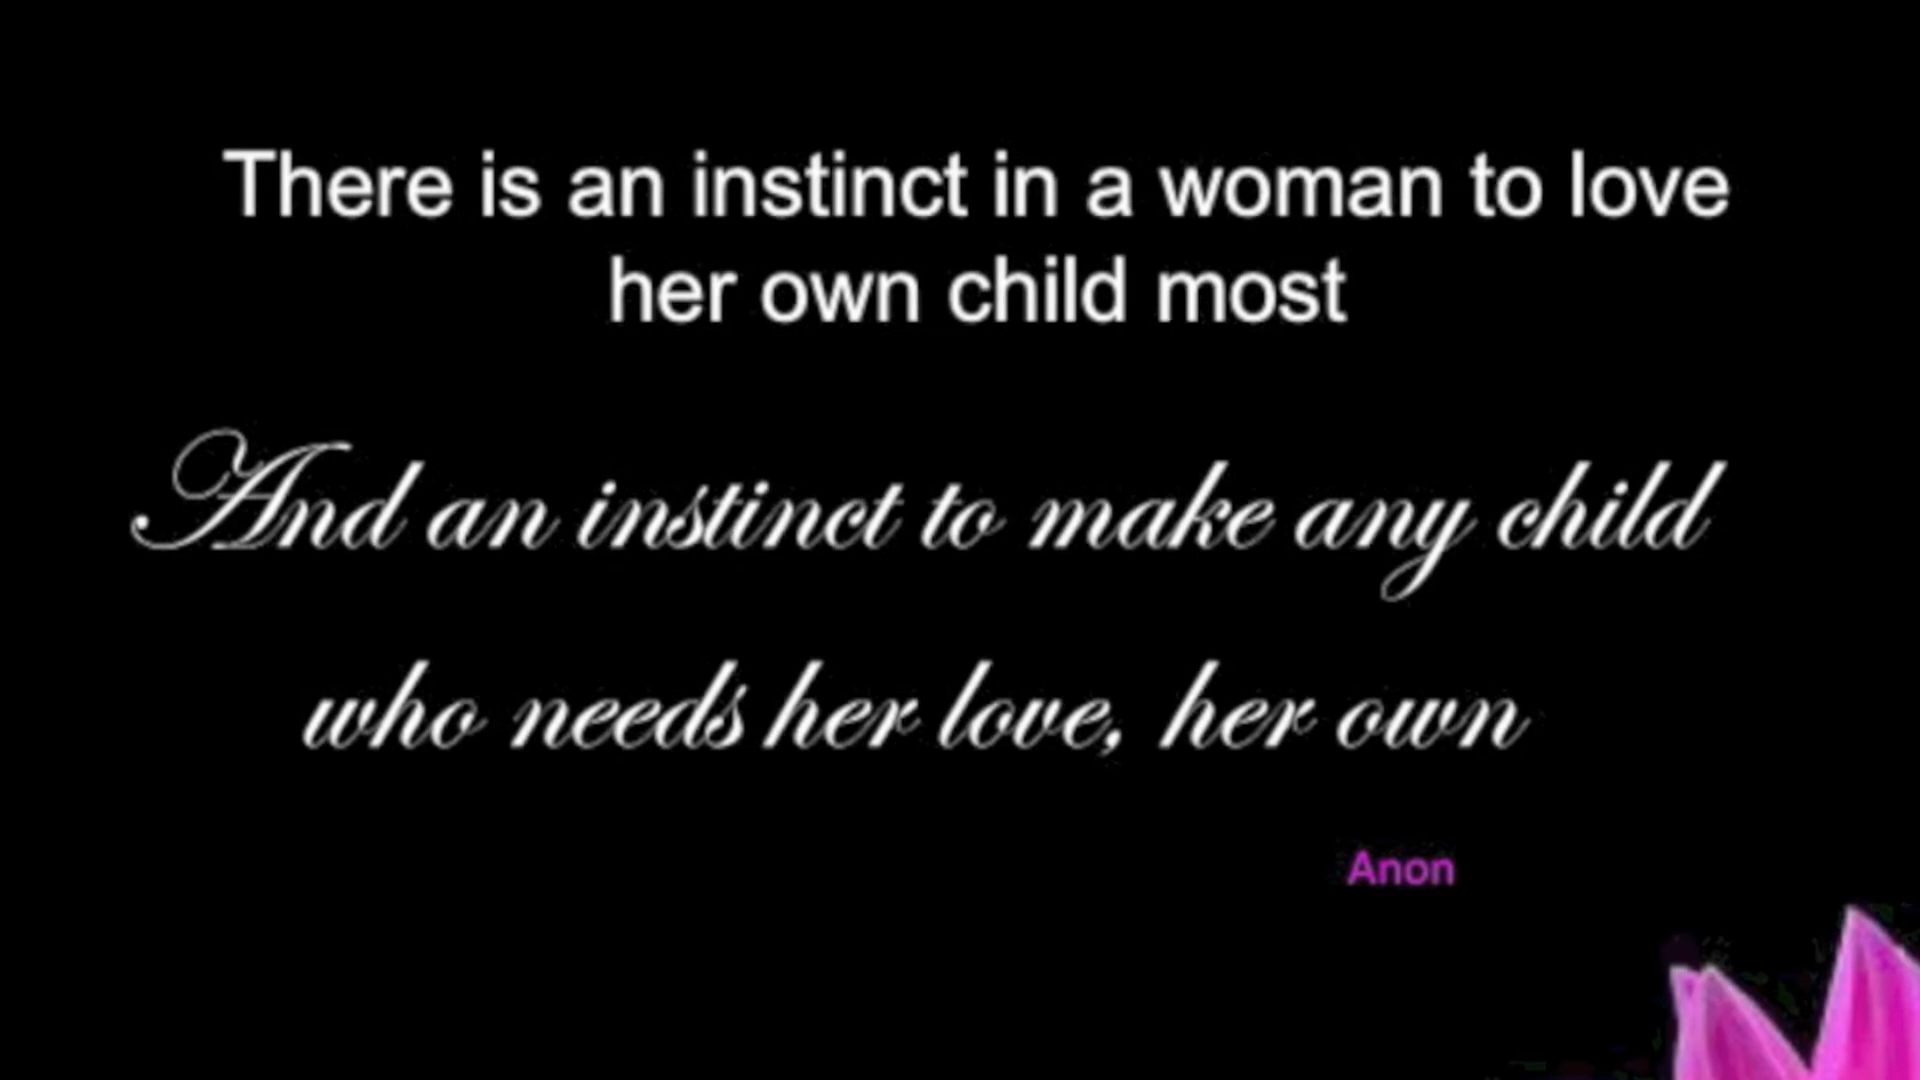 There is an instinct in a woman to love
her own child most
And an instinct to make any child
who needs her love, her own
Anon